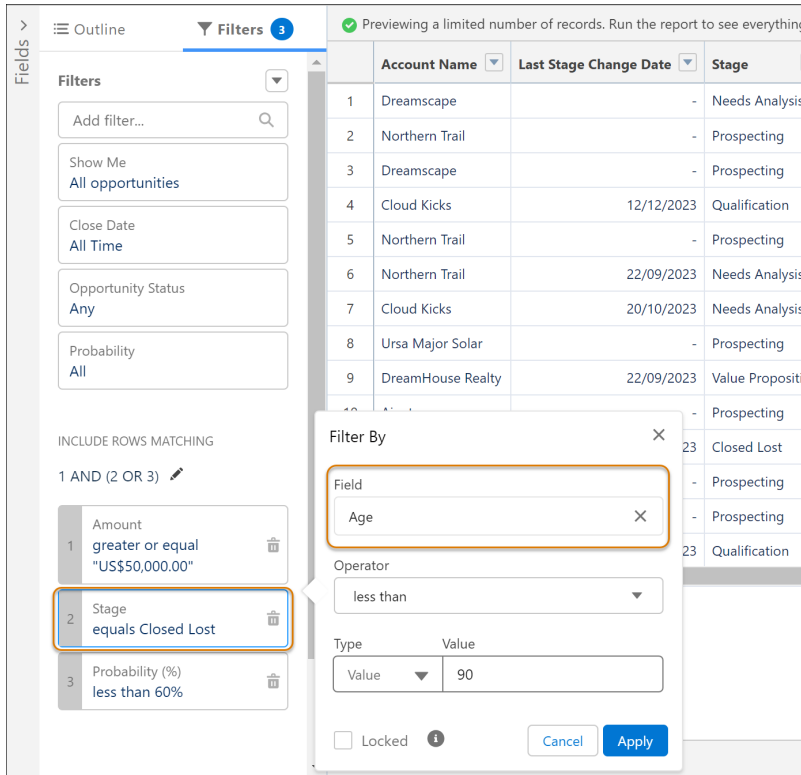 Fields
Outline
Filters 3
Filters
Add filter...
Show Me
All opportunities
Close Date
All Time
Opportunity Status
Any
Probability
All
INCLUDE ROWS MATCHING
1 AND (2 OR 3)
1 Amount
greater or equal
"US$50,000.00"
2 Stage
equals Closed Lost
3 Probability (%)
less than 60%
Previewing a limited number of records. Run the report to see everything
Account Name Last Stage Change Date Stage
1 Dreamscape - Needs Analysis
2 Northern Trail - Prospecting
3 Dreamscape - Prospecting
4 Cloud Kicks 12/12/2023 Qualification
5 Northern Trail - Prospecting
6 Northern Trail 22/09/2023 Needs Analysis
7 Cloud Kicks 20/10/2023 Needs Analysis
8 Ursa Major Solar - Prospecting
9 DreamHouse Realty 22/09/2023 Value Propositi
10 - Prospecting
23 Closed Lost
- Prospecting
- Prospecting
23 Qualification
Filter By
Field
Age
Operator
less than
Type Value
Value 90
Locked
Cancel Apply